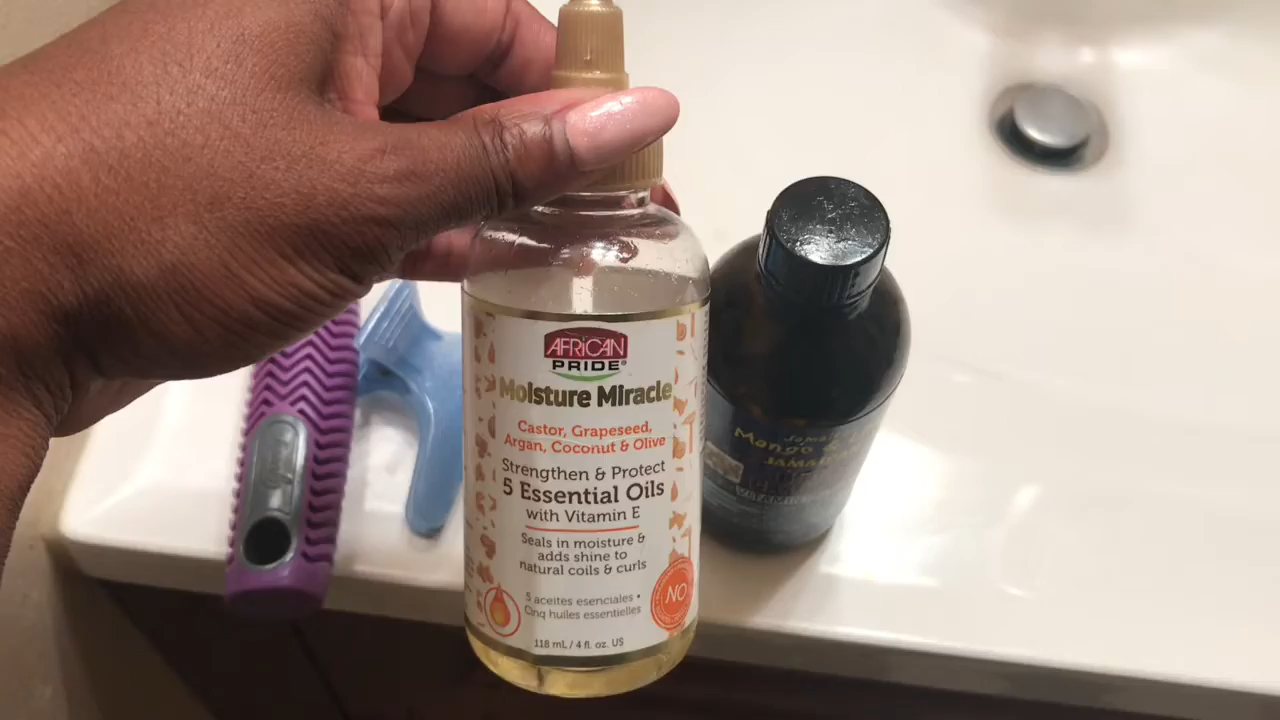 AFRICAN
PRIDE®
Moisture Miracle
Castor, Grapeseed,
Argan, Coconut & Olive
Strengthen & Protect
5 Essential Oils
with Vitamin E
Seals in moisture &
adds shine to
natural coils & curls
5 aceites esenciales •
Cinq huiles essentielles
118 mL / 4 fl. oz. US
NO
Mango